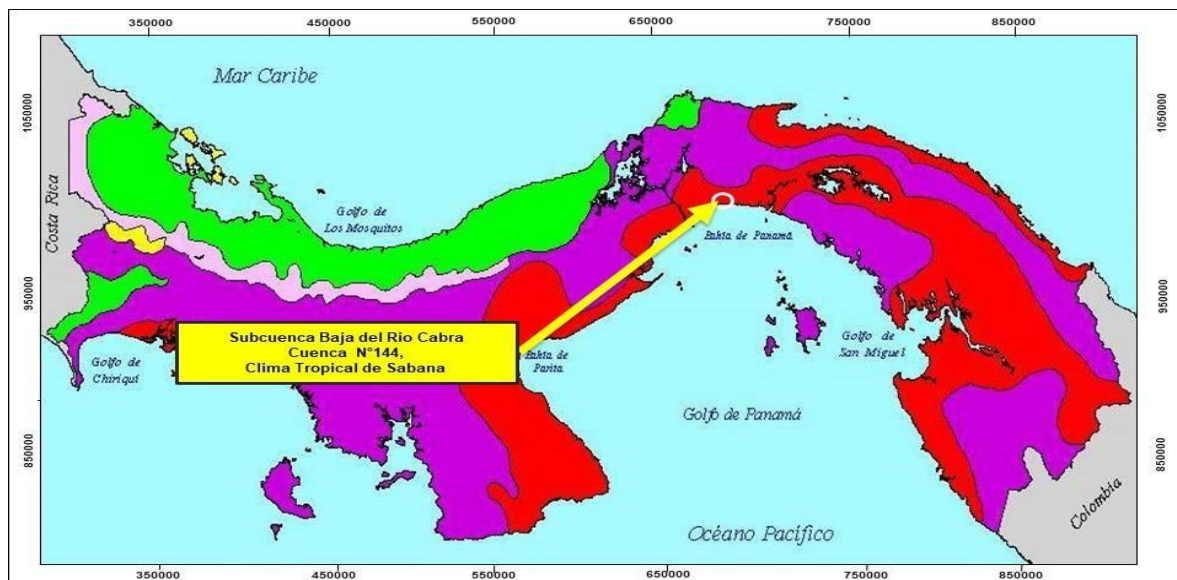 350000 450000 550000 650000 750000 850000
Mar Caribe
1050000
1050000
Costa Rica
Golfo de
Los Mosquitos
Bahia de Panamá
950000
950000
Subcuenca Baja del Rio Cabra
Cuenca N°144,
Clima Tropical de Sabana
Golfo de
Chiriquí
Bahia de
Parita
Golfo de
San Miguel
Golfo de Panamá
850000
850000
Colombia
Océano Pacífico
350000 450000 550000 650000 750000 850000